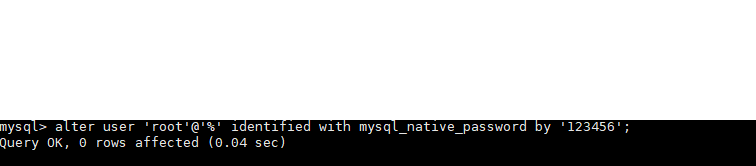 mysql> alter user 'root'@'%' identified with mysql_native_password by '123456';
Query OK, 0 rows affected (0.04 sec)